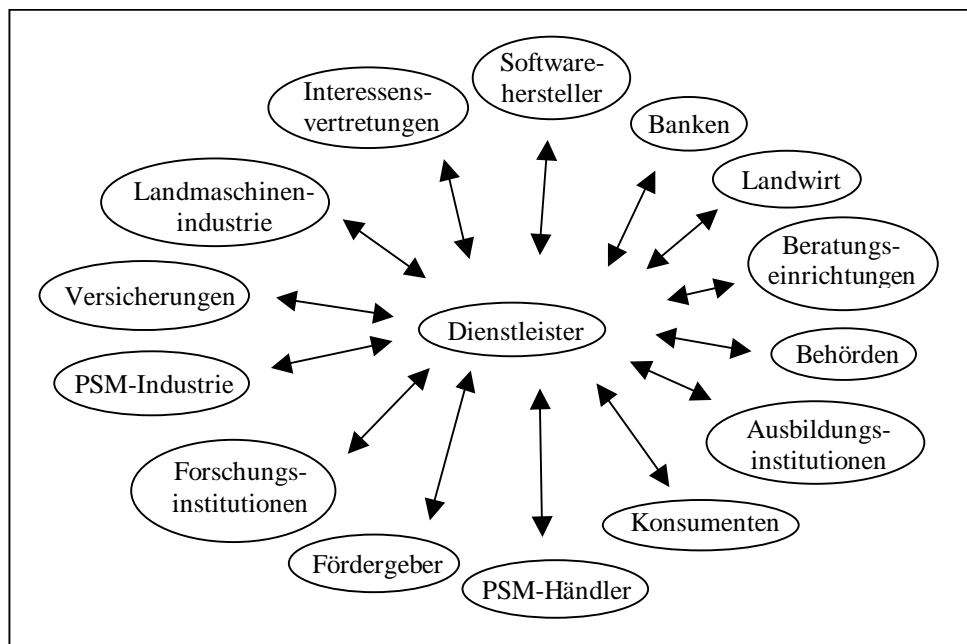 Software-
hersteller
Interessens-
vertretungen
Banken
Landwirt
Landmaschinen-
industrie
Beratungs-
einrichtungen
Versicherungen
Dienstleister
Behörden
PSM-Industrie
Ausbildungs-
institutionen
Forschungs-
institutionen
Konsumenten
Fördergeber
PSM-Händler